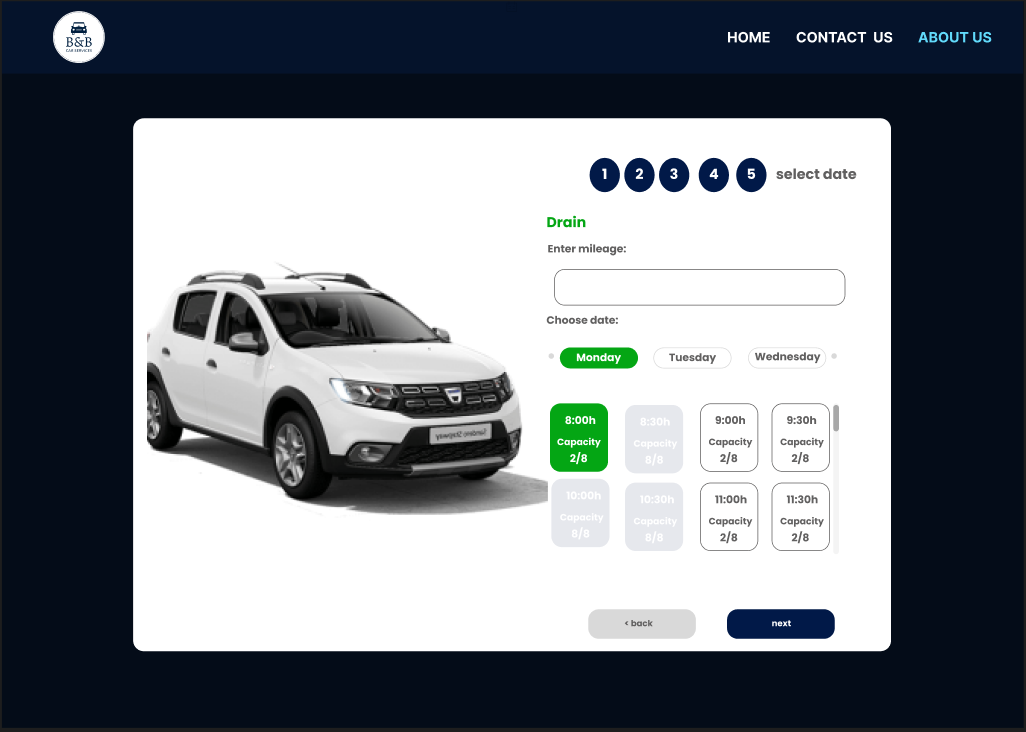 B&B
CAR SERVICES
HOME
CONTACT US
ABOUT US
1 2 3 4 5 select date
Drain
Enter mileage:
Choose date:
Monday Tuesday Wednesday
8:00h 8:30h 9:00h 9:30h
Capacity Capacity Capacity Capacity
2/8 8/8 2/8 2/8
10:00h 10:30h 11:00h 11:30h
Capacity Capacity Capacity Capacity
8/8 8/8 2/8 2/8
< back next